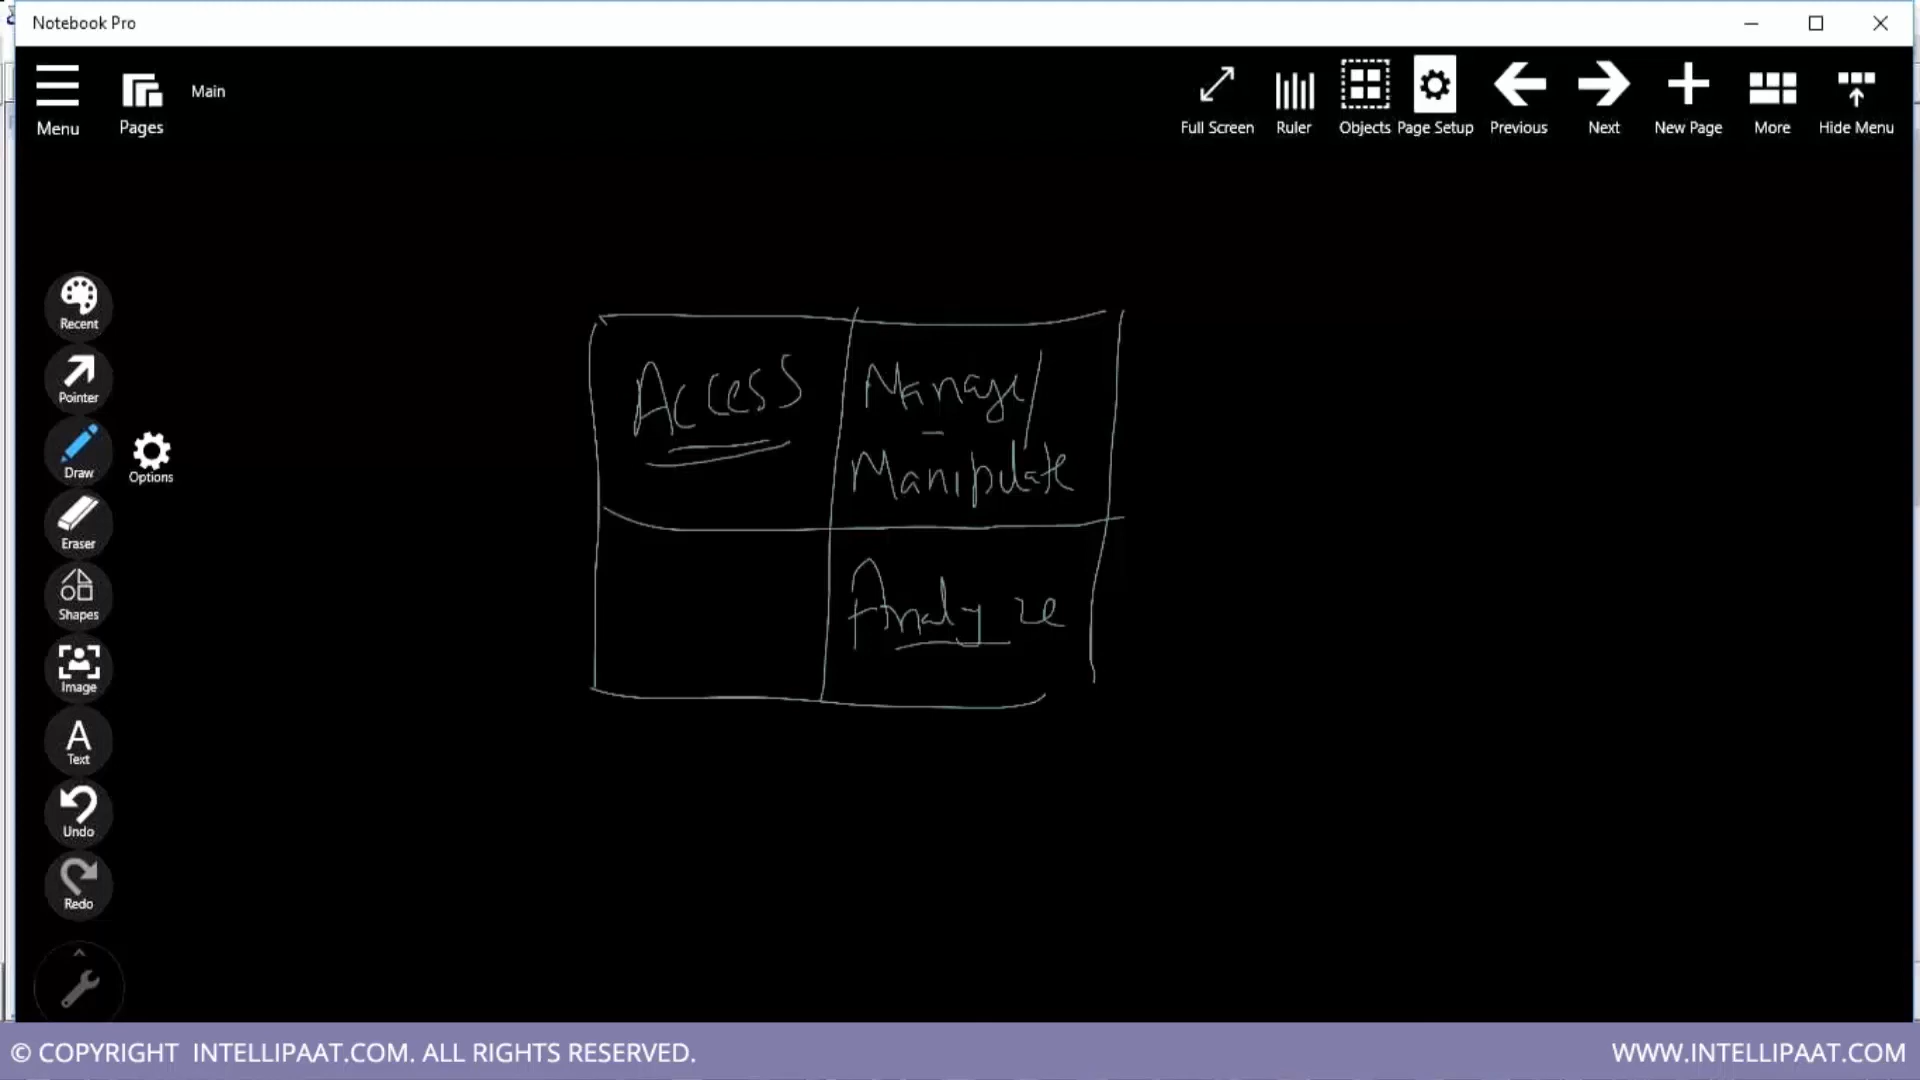 Notebook Pro
Menu
Pages
Main
Full Screen
Ruler
Objects
Page Setup
Previous
Next
New Page
More
Hide Menu
Recent
Pointer
Draw
Options
Eraser
Shapes
Image
A
Text
Undo
Redo
Access
Manage/
Manipulate
Analyze
© COPYRIGHT INTELLIPAAT.COM. ALL RIGHTS RESERVED.
WWW.INTELLIPAAT.COM